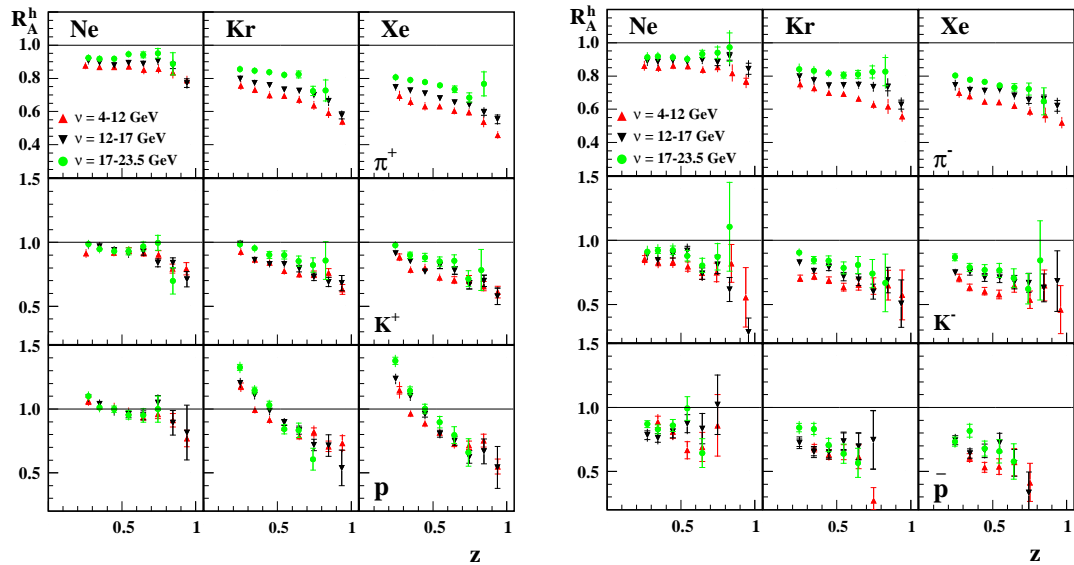 R_A^h Ne Kr Xe
1.0
0.8
0.6
0.4
ν = 4-12 GeV
ν = 12-17 GeV
ν = 17-23.5 GeV
π+
1.5
1.0
0.5
K+
1.5
1.0
0.5
p
0.5 1 0.5 1 0.5 1
z
R_A^h Ne Kr Xe
1.0
0.8
0.6
0.4
ν = 4-12 GeV
ν = 12-17 GeV
ν = 17-23.5 GeV
π-
1.5
1.0
0.5
K-
1.5
1.0
0.5
p̄
0.5 1 0.5 1 0.5 1
z